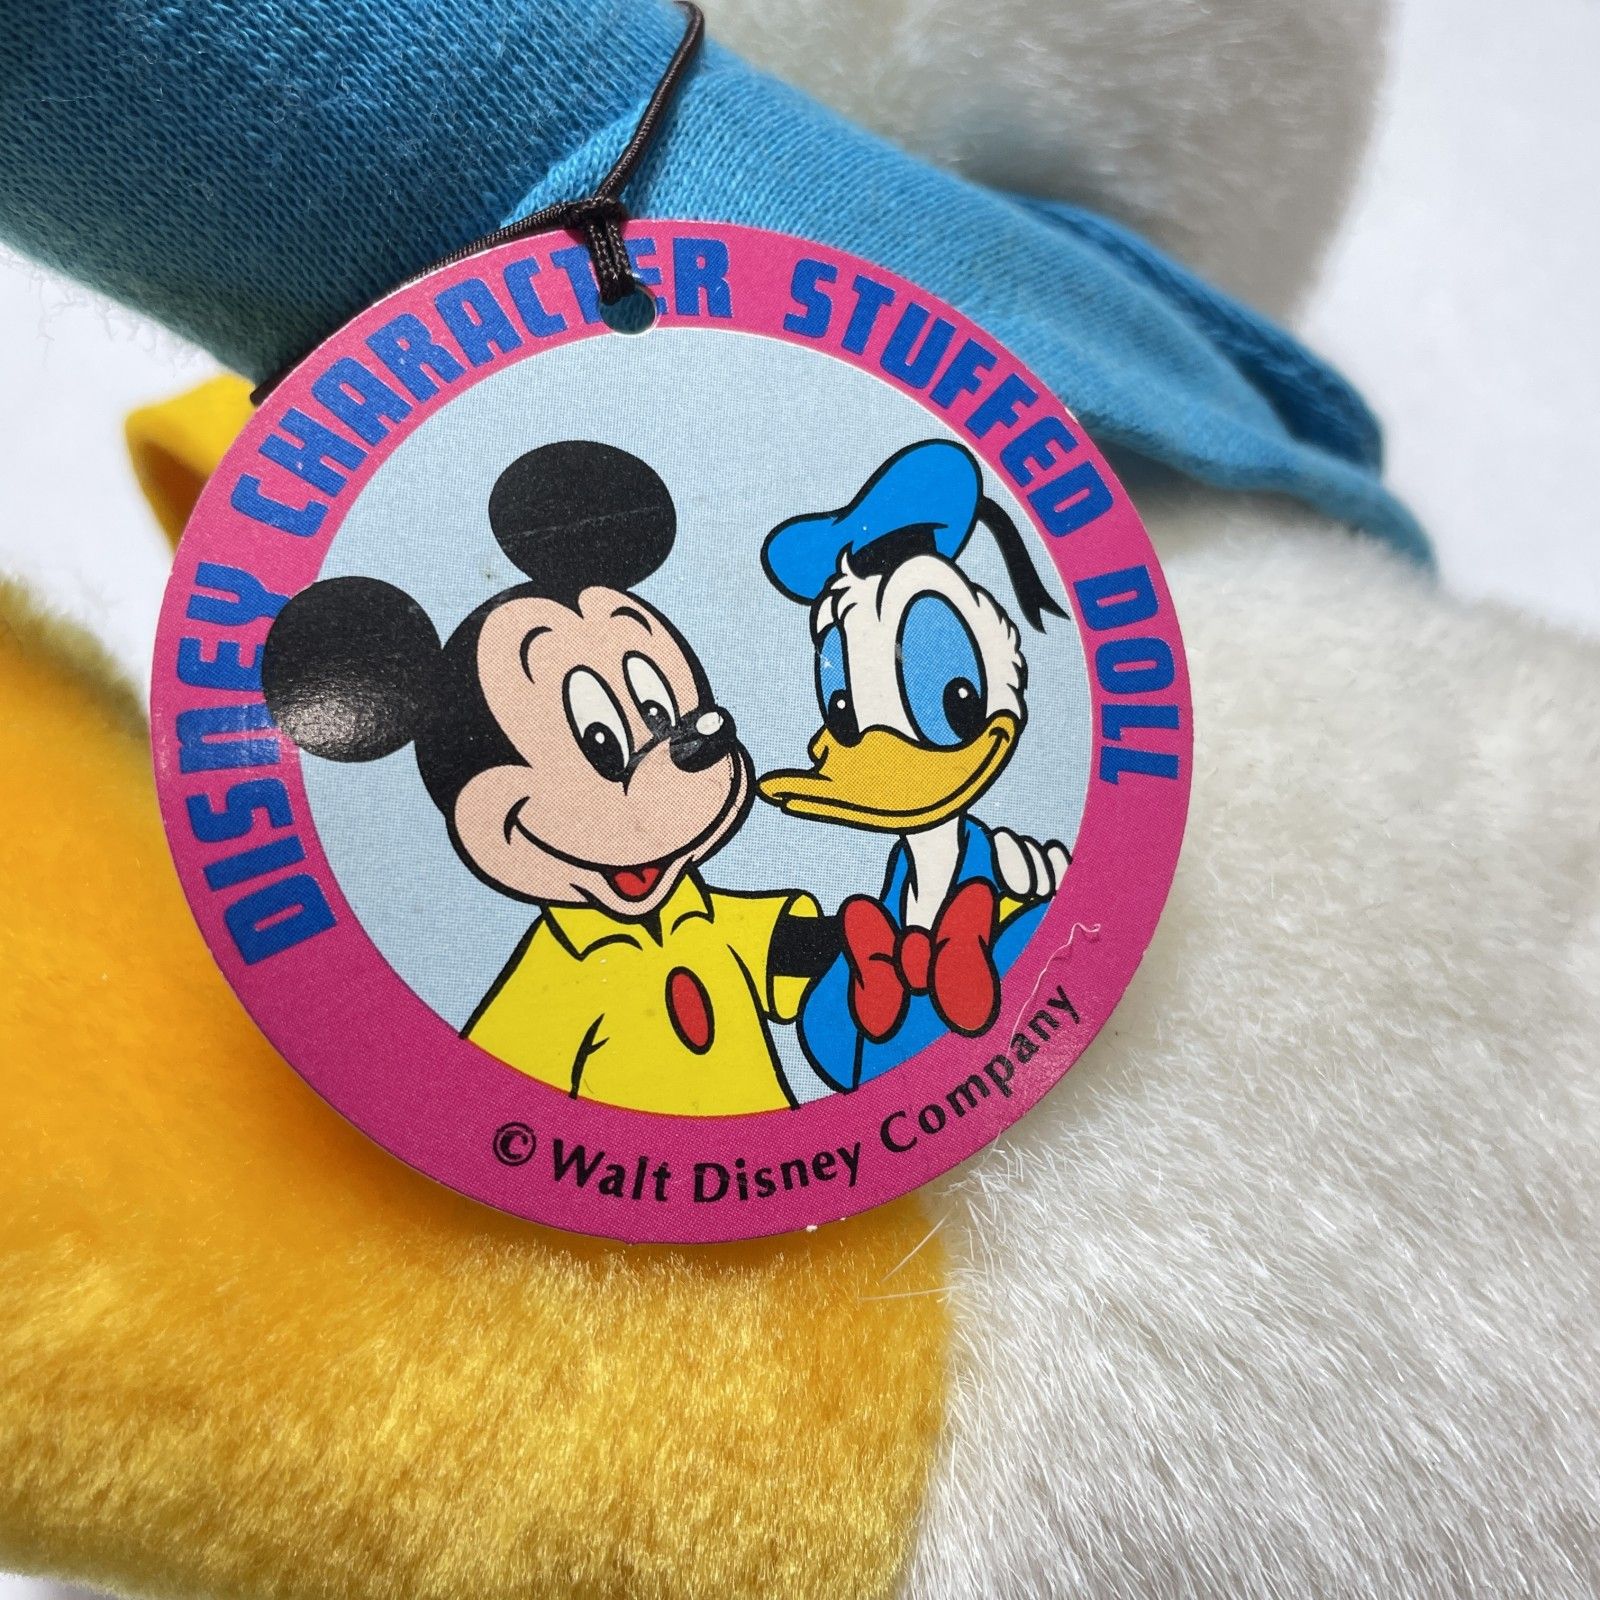 DISNEY CHARACTER STUFFED DOLL
© Walt Disney Company